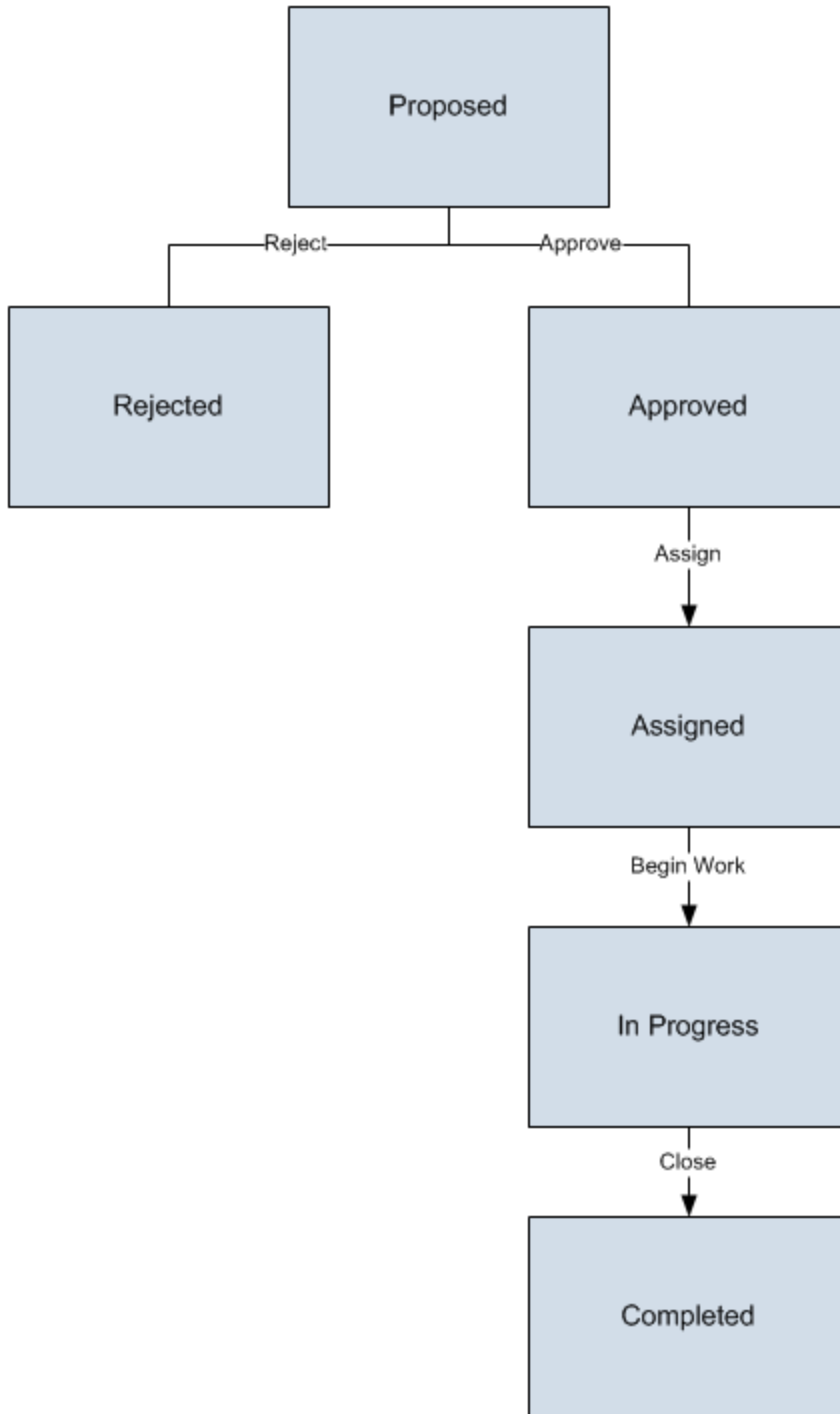 Proposed
Reject
Approve
Rejected
Approved
Assign
Assigned
Begin Work
In Progress
Close
Completed